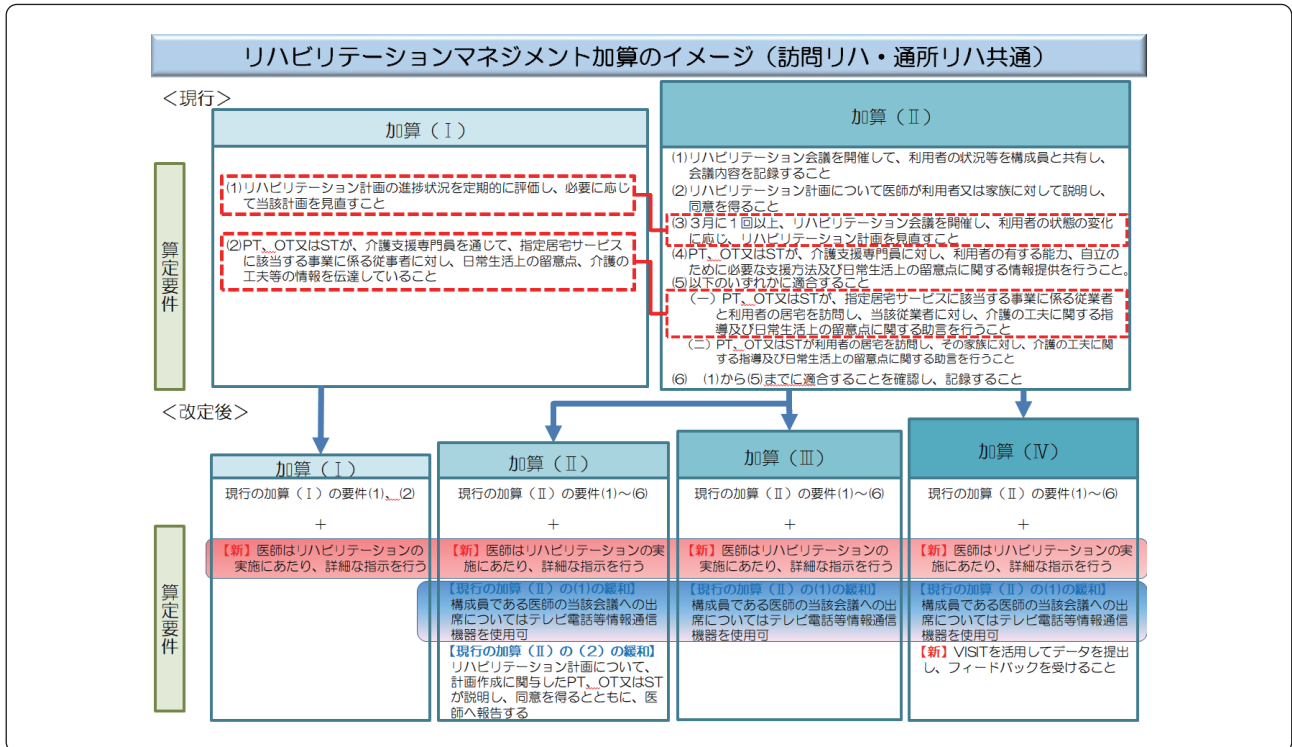 リハビリテーションマネジメント加算のイメージ（訪問リハ・通所リハ共通）
＜現行＞
算定要件
加算（Ⅰ）
(1)リハビリテーション計画の進捗状況を定期的に評価し、必要に応じ
て当該計画を見直すこと
(2)PT、OT又はSTが、介護支援専門員を通じて、指定居宅サービス
に該当する事業に係る従事者に対し、日常生活上の留意点、介護の
工夫等の情報を伝達していること
加算（Ⅱ）
(1)リハビリテーション会議を開催して、利用者の状況等を構成員と共有し、
会議内容を記録すること
(2)リハビリテーション計画について医師が利用者又は家族に対して説明し、
同意を得ること
(3)３月に１回以上、リハビリテーション会議を開催し、利用者の状態の変化
に応じ、リハビリテーション計画を見直すこと
(4)PT、OT又はSTが、介護支援専門員に対し、利用者の有する能力、自立の
ために必要な支援方法及び日常生活上の留意点に関する情報提供を行うこと。
(5)以下のいずれかに適合すること
（一）PT、OT又はSTが、指定居宅サービスに該当する事業に係る従業者
と利用者の居宅を訪問し、当該従業者に対し、介護の工夫に関する指
導及び日常生活上の留意点に関する助言を行うこと
（二）PT、OT又はSTが利用者の居宅を訪問し、その家族に対し、介護の工夫に関
する指導及び日常生活上の留意点に関する助言を行うこと
(6) (1)から(5)までに適合することを確認し、記録すること
＜改定後＞
算定要件
加算（Ⅰ）
現行の加算（Ⅰ）の要件(1)、(2)
+
【新】医師はリハビリテーションの
実施にあたり、詳細な指示を行う
加算（Ⅱ）
現行の加算（Ⅱ）の要件(1)～(6)
+
【新】医師はリハビリテーションの実
施にあたり、詳細な指示を行う
【現行の加算（Ⅱ）の(1)の緩和】
構成員である医師の当該会議への出
席についてはテレビ電話等情報通信
機器を使用可
【現行の加算（Ⅱ）の（2）の緩和】
リハビリテーション計画について、
計画作成に関与したPT、OT又はST
が説明し、同意を得るとともに、医
師へ報告する
加算（Ⅲ）
現行の加算（Ⅱ）の要件(1)～(6)
+
【新】医師はリハビリテーションの
実施にあたり、詳細な指示を行う
【現行の加算（Ⅱ）の(1)の緩和】
構成員である医師の当該会議への出
席についてはテレビ電話等情報通信
機器を使用可
加算（Ⅳ）
現行の加算（Ⅱ）の要件(1)～(6)
+
【新】医師はリハビリテーションの実
施にあたり、詳細な指示を行う
【現行の加算（Ⅱ）の(1)の緩和】
構成員である医師の当該会議への出
席についてはテレビ電話等情報通信
機器を使用可
【新】VISITを活用してデータを提出
し、フィードバックを受けること